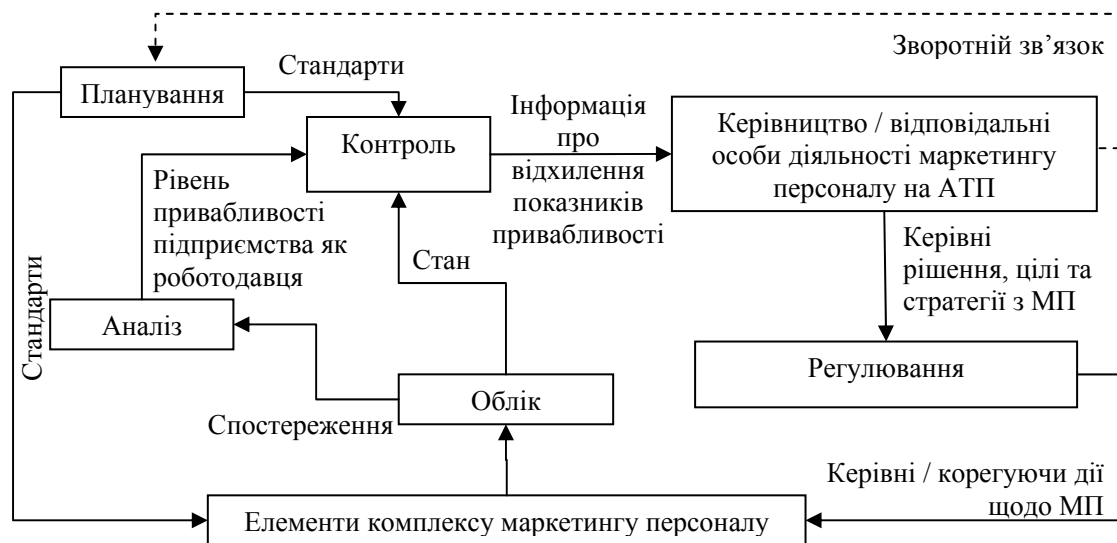 Зворотній зв’язок
Планування
Стандарти
Контроль
Інформація
про
відхилення
показників
привабливості
Керівництво / відповідальні
особи діяльності маркетингу
персоналу на АТП
Рівень
привабливості
підприємства як
роботодавця
Стан
Керівні
рішення, цілі та
стратегії з МП
Стандарти
Аналіз
Регулювання
Облік
Спостереження
Керівні / корегуючи дії
щодо МП
Елементи комплексу маркетингу персоналу